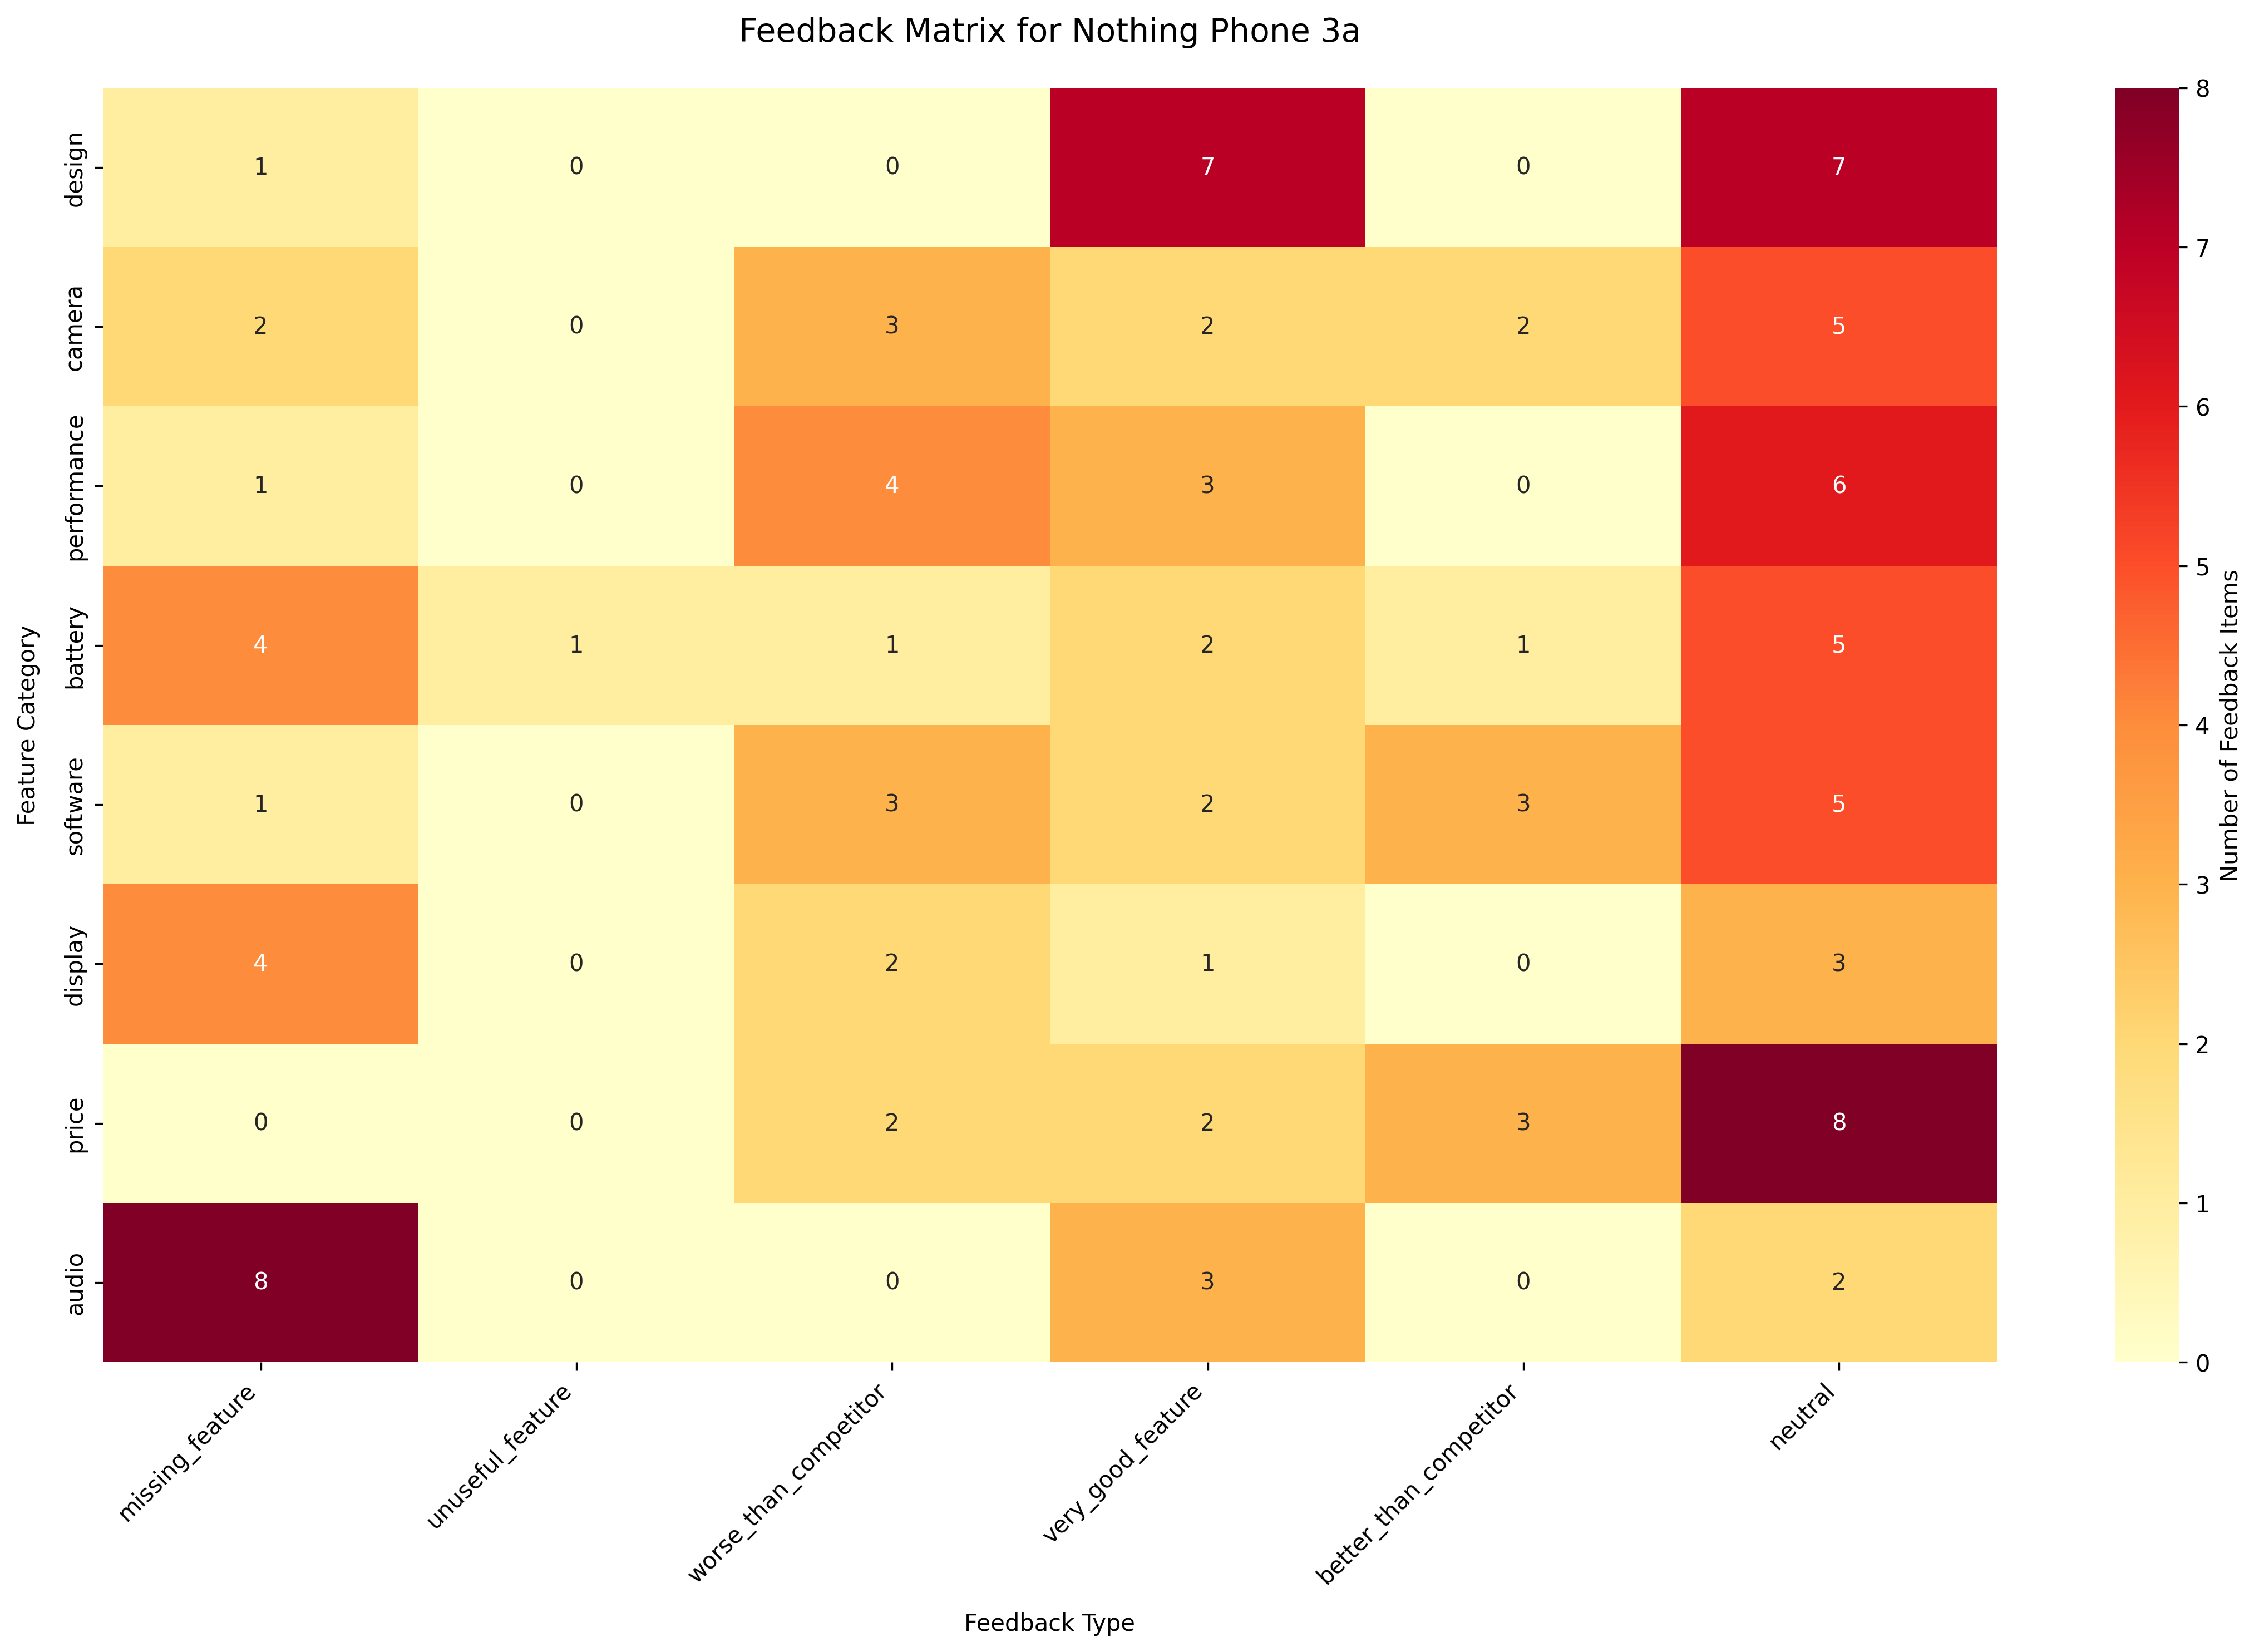 Feedback Matrix for Nothing Phone 3a
Feature Category
design
1 0 0 7 0 7
camera
2 0 3 2 2 5
performance
1 0 4 3 0 6
battery
4 1 1 2 1 5
software
1 0 3 2 3 5
display
4 0 2 1 0 3
price
0 0 2 2 3 8
audio
8 0 0 3 0 2
missing_feature
unuseful_feature
worse_than_competitor
very_good_feature
better_than_competitor
neutral
Feedback Type
8
7
6
5
4
3
2
1
0
Number of Feedback Items